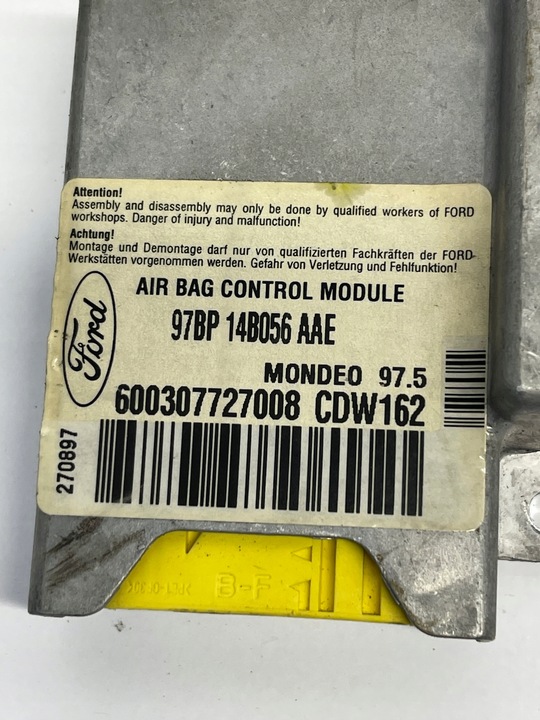 Attention!
Assembly and disassembly may only be done by qualified workers of FORD
workshops. Danger of injury and malfunction!
Achtung!
Montage und Demontage darf nur von qualifizierten Fachkräften der FORD-
Werkstätten vorgenommen werden. Gefahr von Verletzung und Fehlfunktion!
AIR BAG CONTROL MODULE
Ford
97BP 14B056 AAE
MONDEO 97.5
600307727008 CDW162
270897
B-F